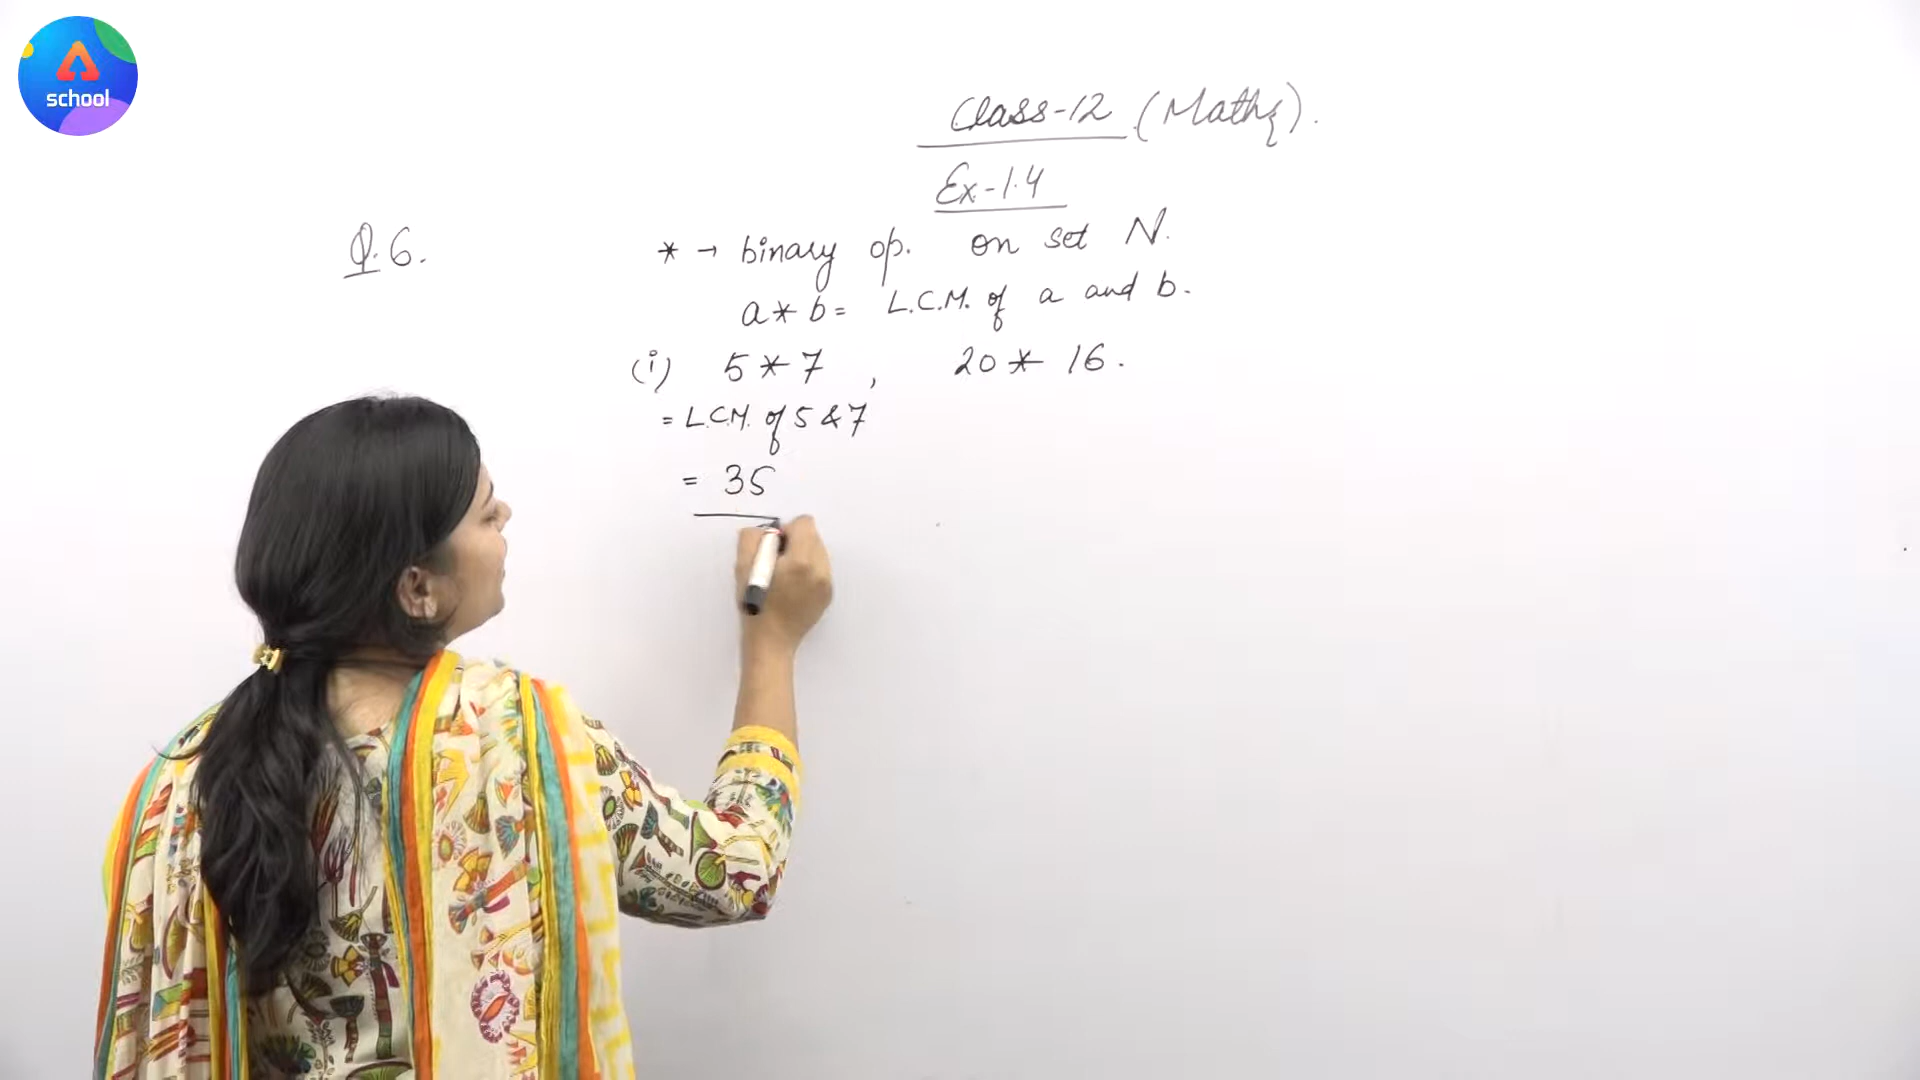 school
Class-12 (Maths).
Ex-1.4
Q.6. * → binary op. on set N.
a * b = L.C.M. of a and b.
(i) 5 * 7 , 20 * 16.
= L.C.M. of 5 & 7
= 35